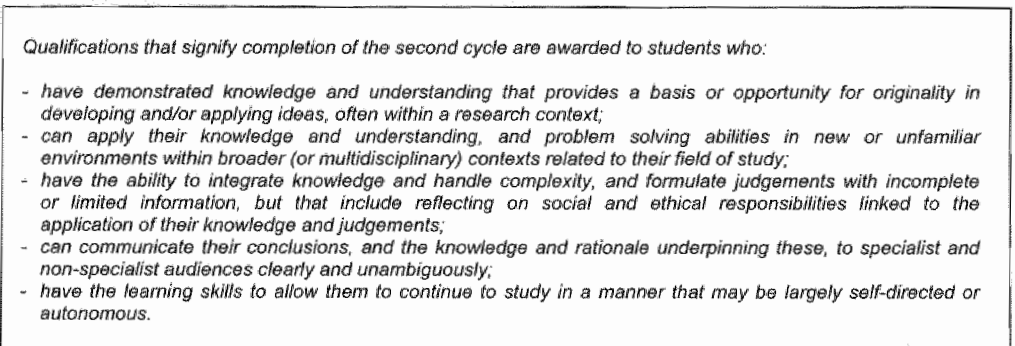 Qualifications that signify completion of the second cycle are awarded to students who:
- have demonstrated knowledge and understanding that provides a basis or opportunity for originality in
developing and/or applying ideas, often within a research context;
- can apply their knowledge and understanding, and problem solving abilities in new or unfamiliar
environments within broader (or multidisciplinary) contexts related to their field of study;
- have the ability to integrate knowledge and handle complexity, and formulate judgements with incomplete
or limited information, but that include reflecting on social and ethical responsibilities linked to the
application of their knowledge and judgements;
- can communicate their conclusions, and the knowledge and rationale underpinning these, to specialist and
non-specialist audiences clearly and unambiguously;
- have the learning skills to allow them to continue to study in a manner that may be largely self-directed or
autonomous.